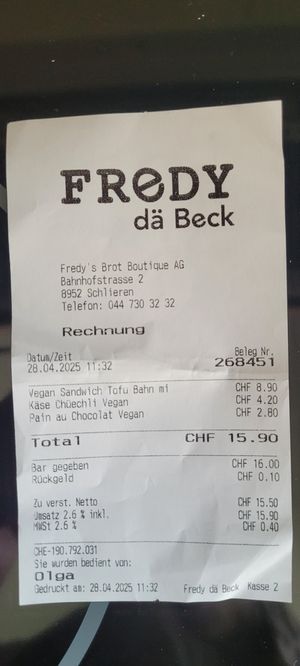 FREDY
dä Beck
Fredy's Brot Boutique AG
Bahnhofstrasse 2
8952 Schlieren
Telefon: 044 730 32 32
Rechnung
Datum/Zeit Beleg Nr.
28.04.2025 11:32 268451
Vegan Sandwich Tofu Bahn mi CHF 8.90
Käse Chüechli Vegan CHF 4.20
Pain au Chocolat Vegan CHF 2.80
Total CHF 15.90
Bar gegeben CHF 16.00
Rückgeld CHF 0.10
Zu verst. Netto CHF 15.50
Umsatz 2.6 % inkl. CHF 15.90
MWSt 2.6 % CHF 0.40
CHE-190.792.031
Sie wurden bedient von:
Olga
Gedruckt am: 28.04.2025 11:32 Fredy dä Beck Kasse 2